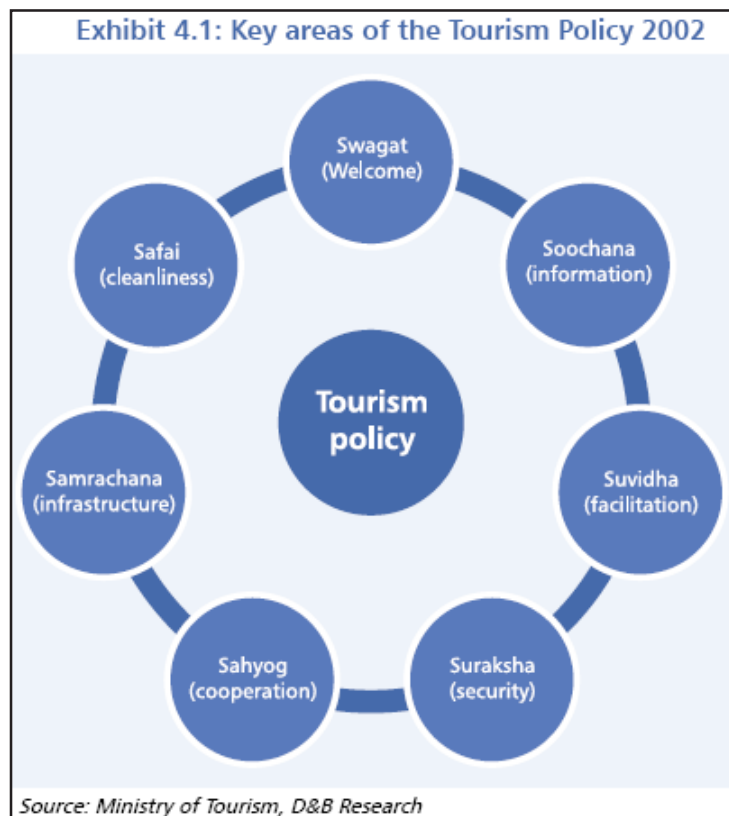 Exhibit 4.1: Key areas of the Tourism Policy 2002
Swagat
(Welcome)
Soochana
(information)
Suvidha
(facilitation)
Suraksha
(security)
Sahyog
(cooperation)
Samrachana
(infrastructure)
Safai
(cleanliness)
Tourism
policy
Source: Ministry of Tourism, D&B Research